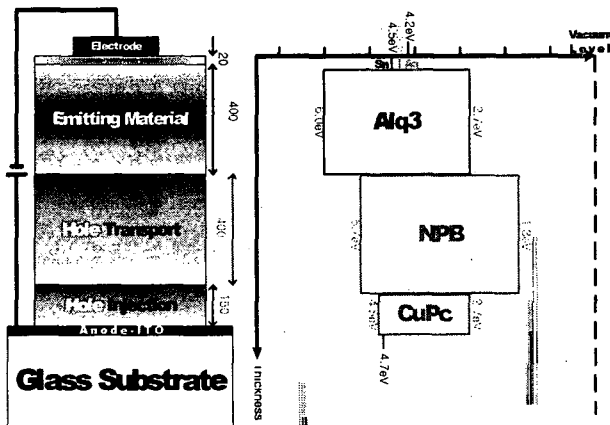 Electrode
20
Emitting Material
400
Hole Transport
400
Hole Injection
150
Anode-ITO
Glass Substrate
4.2eV
4.5eV
Vacuum
Level
Sn
Alq3
6.0eV
2.7eV
NPB
CuPc
4.7eV
Thickness